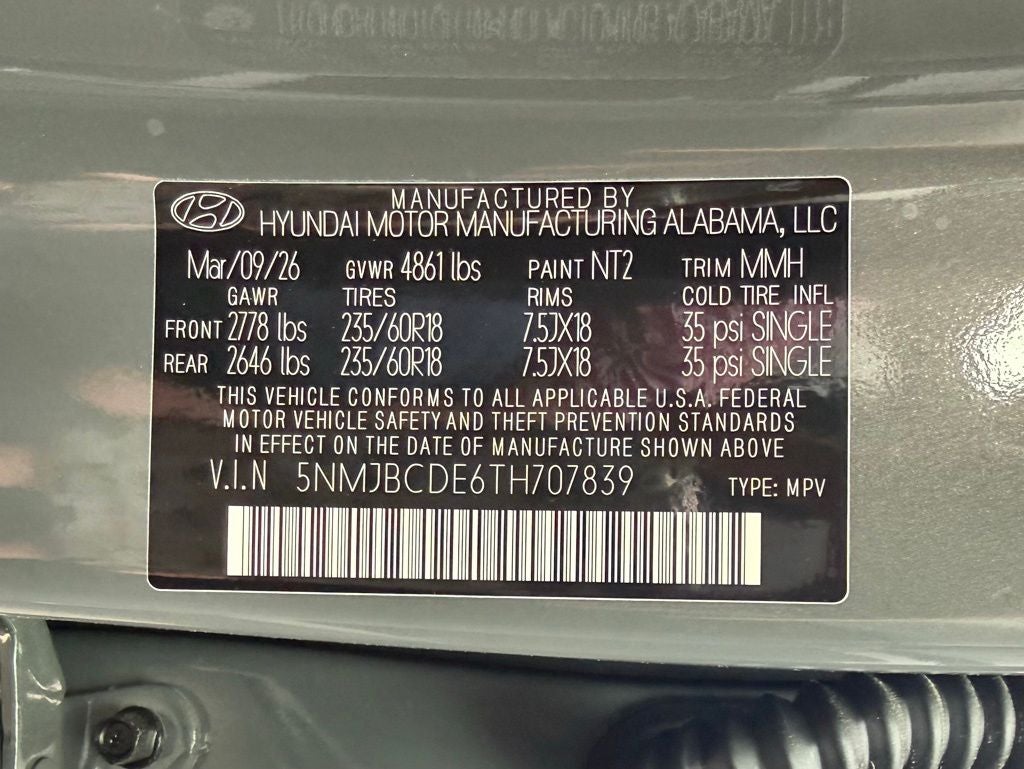 MANUFACTURED BY
HYUNDAI MOTOR MANUFACTURING ALABAMA, LLC
Mar/09/26 GVWR 4861 lbs PAINT NT2 TRIM MMH
GAWR TIRES RIMS COLD TIRE INFL
FRONT 2778 lbs 235/60R18 7.5JX18 35 psi SINGLE
REAR 2646 lbs 235/60R18 7.5JX18 35 psi SINGLE
THIS VEHICLE CONFORMS TO ALL APPLICABLE U.S.A. FEDERAL
MOTOR VEHICLE SAFETY AND THEFT PREVENTION STANDARDS
IN EFFECT ON THE DATE OF MANUFACTURE SHOWN ABOVE.
V.I.N 5NMJBCDE6TH707839 TYPE: MPV